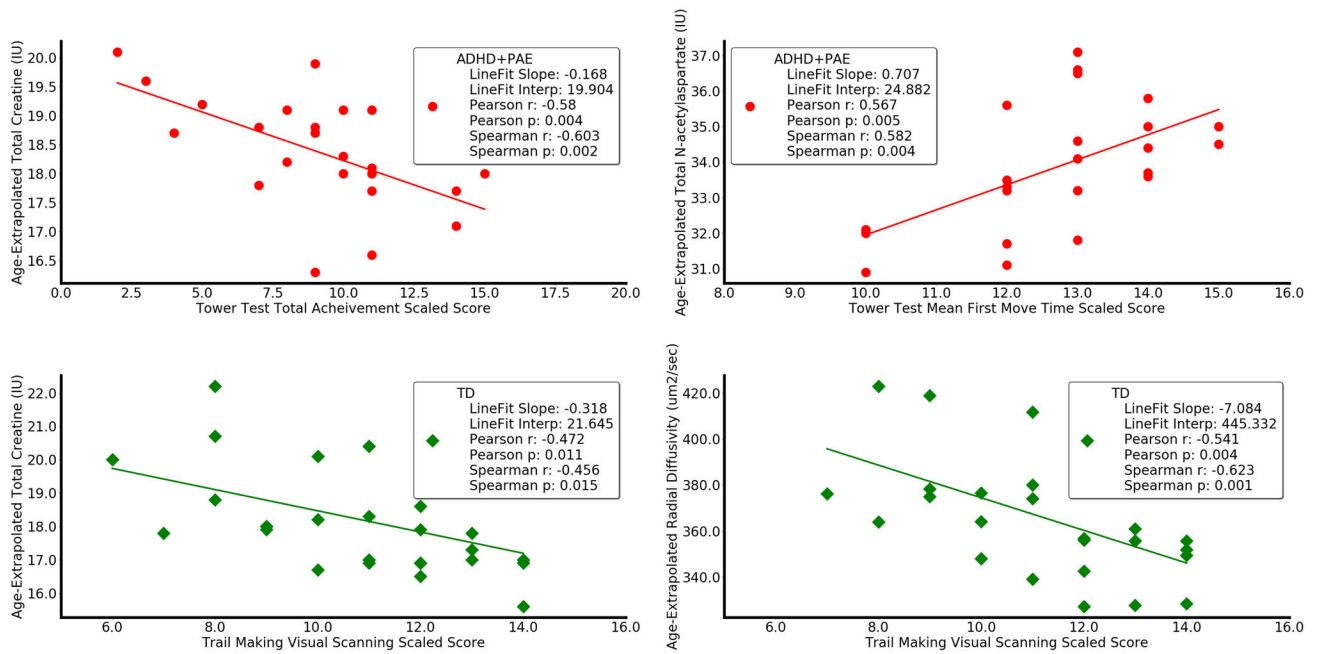 Age-Extrapolated Total Creatine (IU)
20.0
19.5
19.0
18.5
18.0
17.5
17.0
16.5
ADHD+PAE
LineFit Slope: -0.168
LineFit Interp: 19.904
Pearson r: -0.58
Pearson p: 0.004
Spearman r: -0.603
Spearman p: 0.002
0.0 2.5 5.0 7.5 10.0 12.5 15.0 17.5 20.0
Tower Test Total Acheivement Scaled Score
Age-Extrapolated Total N-acetylaspartate (IU)
37.0
36.0
35.0
34.0
33.0
32.0
31.0
ADHD+PAE
LineFit Slope: 0.707
LineFit Interp: 24.882
Pearson r: 0.567
Pearson p: 0.005
Spearman r: 0.582
Spearman p: 0.004
8.0 9.0 10.0 11.0 12.0 13.0 14.0 15.0 16.0
Tower Test Mean First Move Time Scaled Score
Age-Extrapolated Total Creatine (IU)
22.0
21.0
20.0
19.0
18.0
17.0
16.0
TD
LineFit Slope: -0.318
LineFit Interp: 21.645
Pearson r: -0.472
Pearson p: 0.011
Spearman r: -0.456
Spearman p: 0.015
6.0 8.0 10.0 12.0 14.0 16.0
Trail Making Visual Scanning Scaled Score
Age-Extrapolated Radial Diffusivity (um2/sec)
420.0
400.0
380.0
360.0
340.0
TD
LineFit Slope: -7.084
LineFit Interp: 445.332
Pearson r: -0.541
Pearson p: 0.004
Spearman r: -0.623
Spearman p: 0.001
6.0 8.0 10.0 12.0 14.0 16.0
Trail Making Visual Scanning Scaled Score